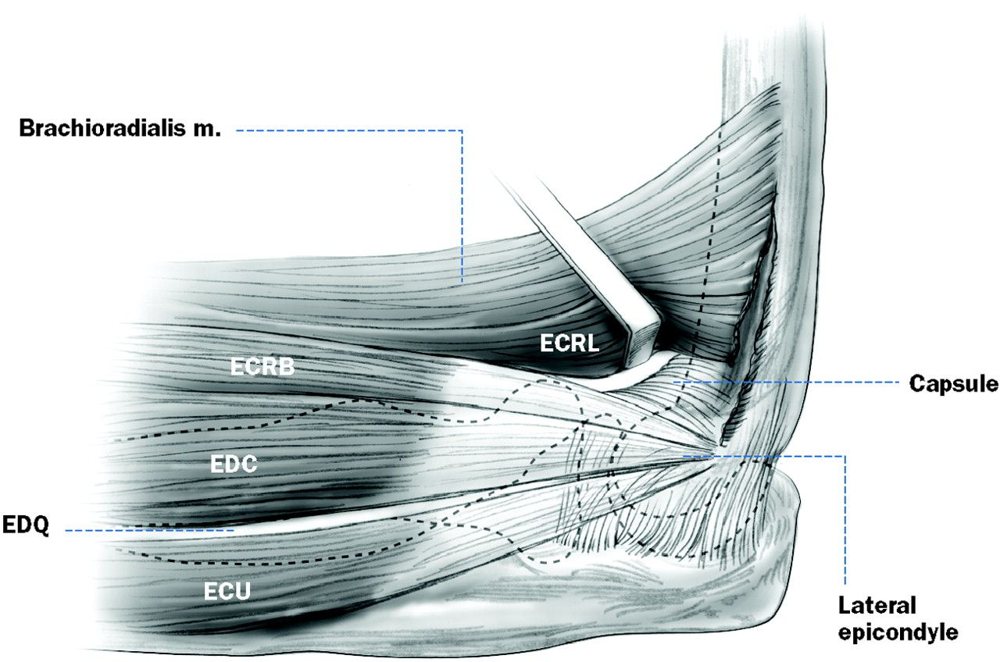 Brachioradialis m.
ECRL
ECRB
Capsule
EDC
EDQ
ECU
Lateral
epicondyle